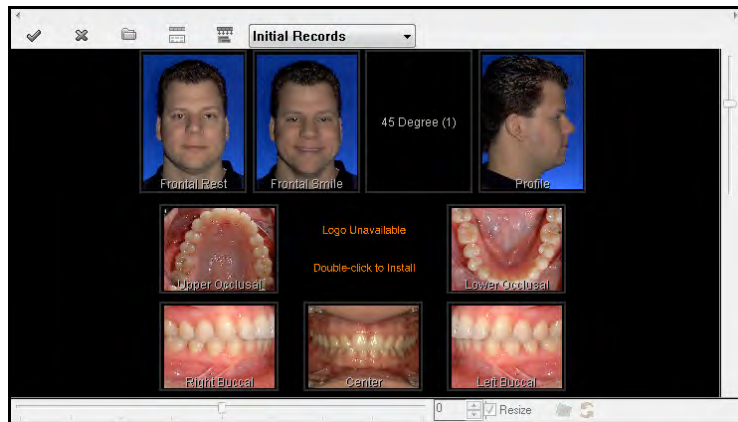 Initial Records
45 Degree (1)
Frontal Rest
Frontal Smile
Profile
Logo Unavailable
Double-click to Install
Upper Occlusal
Lower Occlusal
Right Buccal
Center
Left Buccal
0
Resize